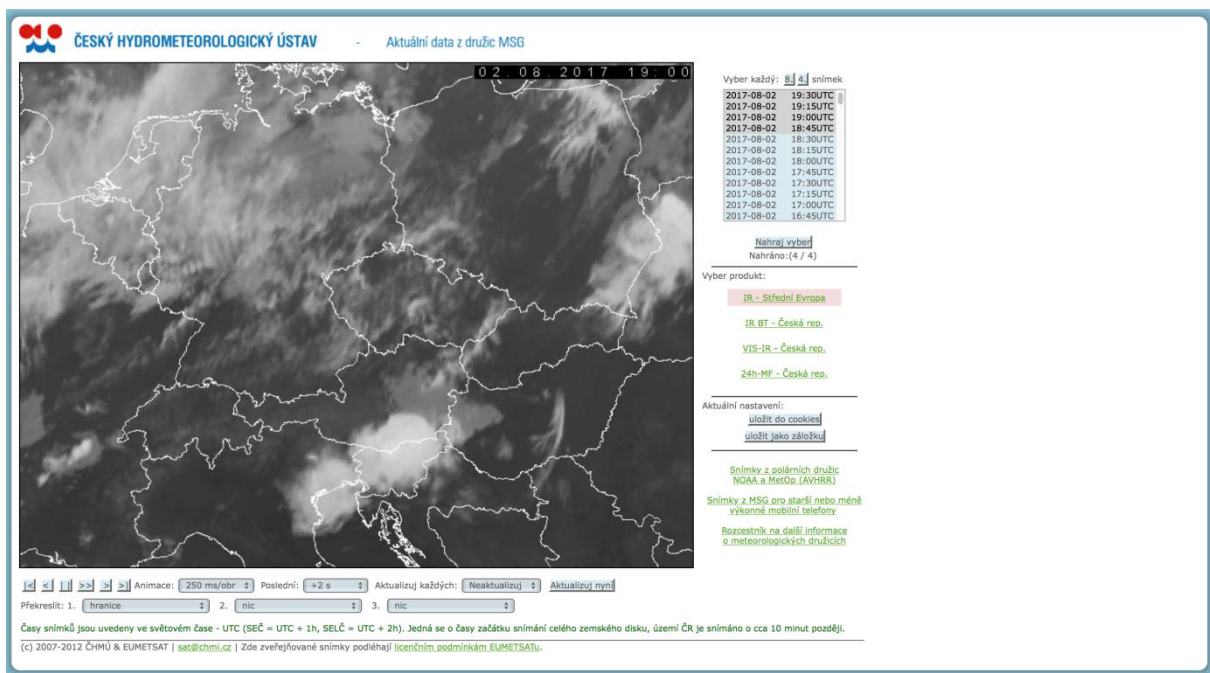 ČESKÝ HYDROMETEOROLOGICKÝ ÚSTAV - Aktuální data z družic MSG
02.08.2017 19:00
Vyber každý: 8. 4. snímek
2017-08-02 19:30UTC
2017-08-02 19:15UTC
2017-08-02 19:00UTC
2017-08-02 18:45UTC
2017-08-02 18:30UTC
2017-08-02 18:15UTC
2017-08-02 18:00UTC
2017-08-02 17:45UTC
2017-08-02 17:30UTC
2017-08-02 17:15UTC
2017-08-02 17:00UTC
2017-08-02 16:45UTC
Nahraj vyber
Nahráno:(4 / 4)
Vyber produkt:
IR - Střední Evropa
IR BT - Česká rep.
VIS-IR - Česká rep.
24h-MF - Česká rep.
Aktuální nastavení:
uložit do cookies
uložit jako záložku
Snímky z polárních družic
NOAA a MetOp (AVHRR)
Snímky z MSG pro starší nebo méně
výkonné mobilní telefony
Rozcestník na další informace
o meteorologických družicích
|< < || >> > >| Animace: 250 ms/obr Poslední: +2 s Aktualizuj každých: Neaktualizuj Aktualizuj nyní
Překreslit: 1. hranice 2. nic 3. nic
Časy snímků jsou uvedeny ve světovém čase - UTC (SEČ = UTC + 1h, SELČ = UTC + 2h). Jedná se o časy začátku snímání celého zemského disku, území ČR je snímáno o cca 10 minut později.
(c) 2007-2012 ČHMÚ & EUMETSAT | sat@chmi.cz | Zde zveřejňované snímky podléhají licenčním podmínkám EUMETSATu.